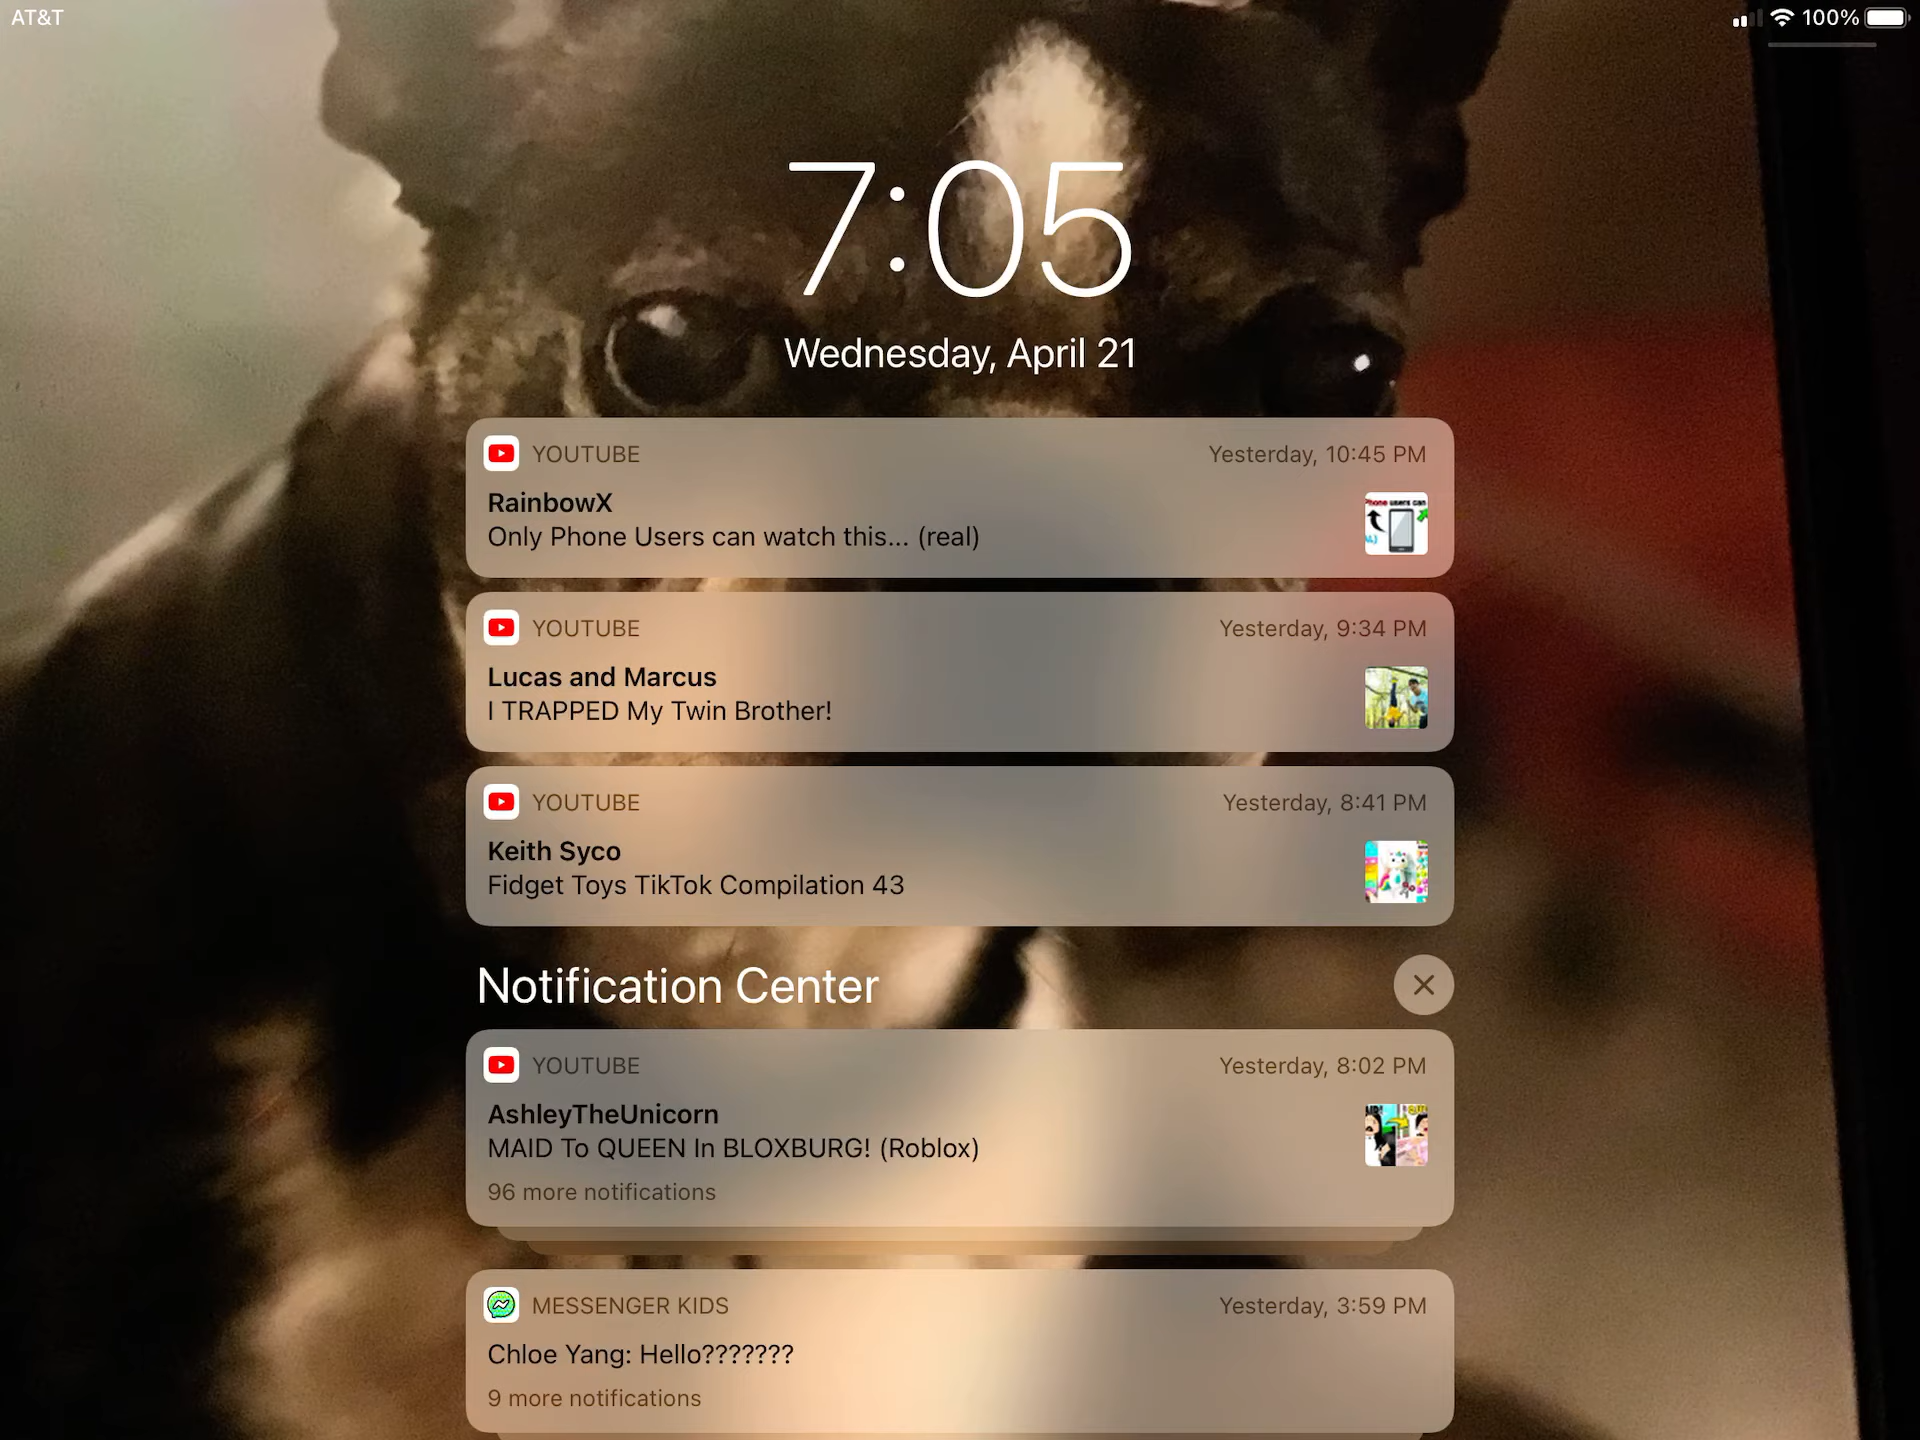 AT&T
100%
7:05
Wednesday, April 21
YOUTUBE
Yesterday, 10:45 PM
RainbowX
Only Phone Users can watch this... (real)
YOUTUBE
Yesterday, 9:34 PM
Lucas and Marcus
I TRAPPED My Twin Brother!
YOUTUBE
Yesterday, 8:41 PM
Keith Syco
Fidget Toys TikTok Compilation 43
Notification Center
YOUTUBE
Yesterday, 8:02 PM
AshleyTheUnicorn
MAID To QUEEN In BLOXBURG! (Roblox)
96 more notifications
MESSENGER KIDS
Yesterday, 3:59 PM
Chloe Yang: Hello???????
9 more notifications